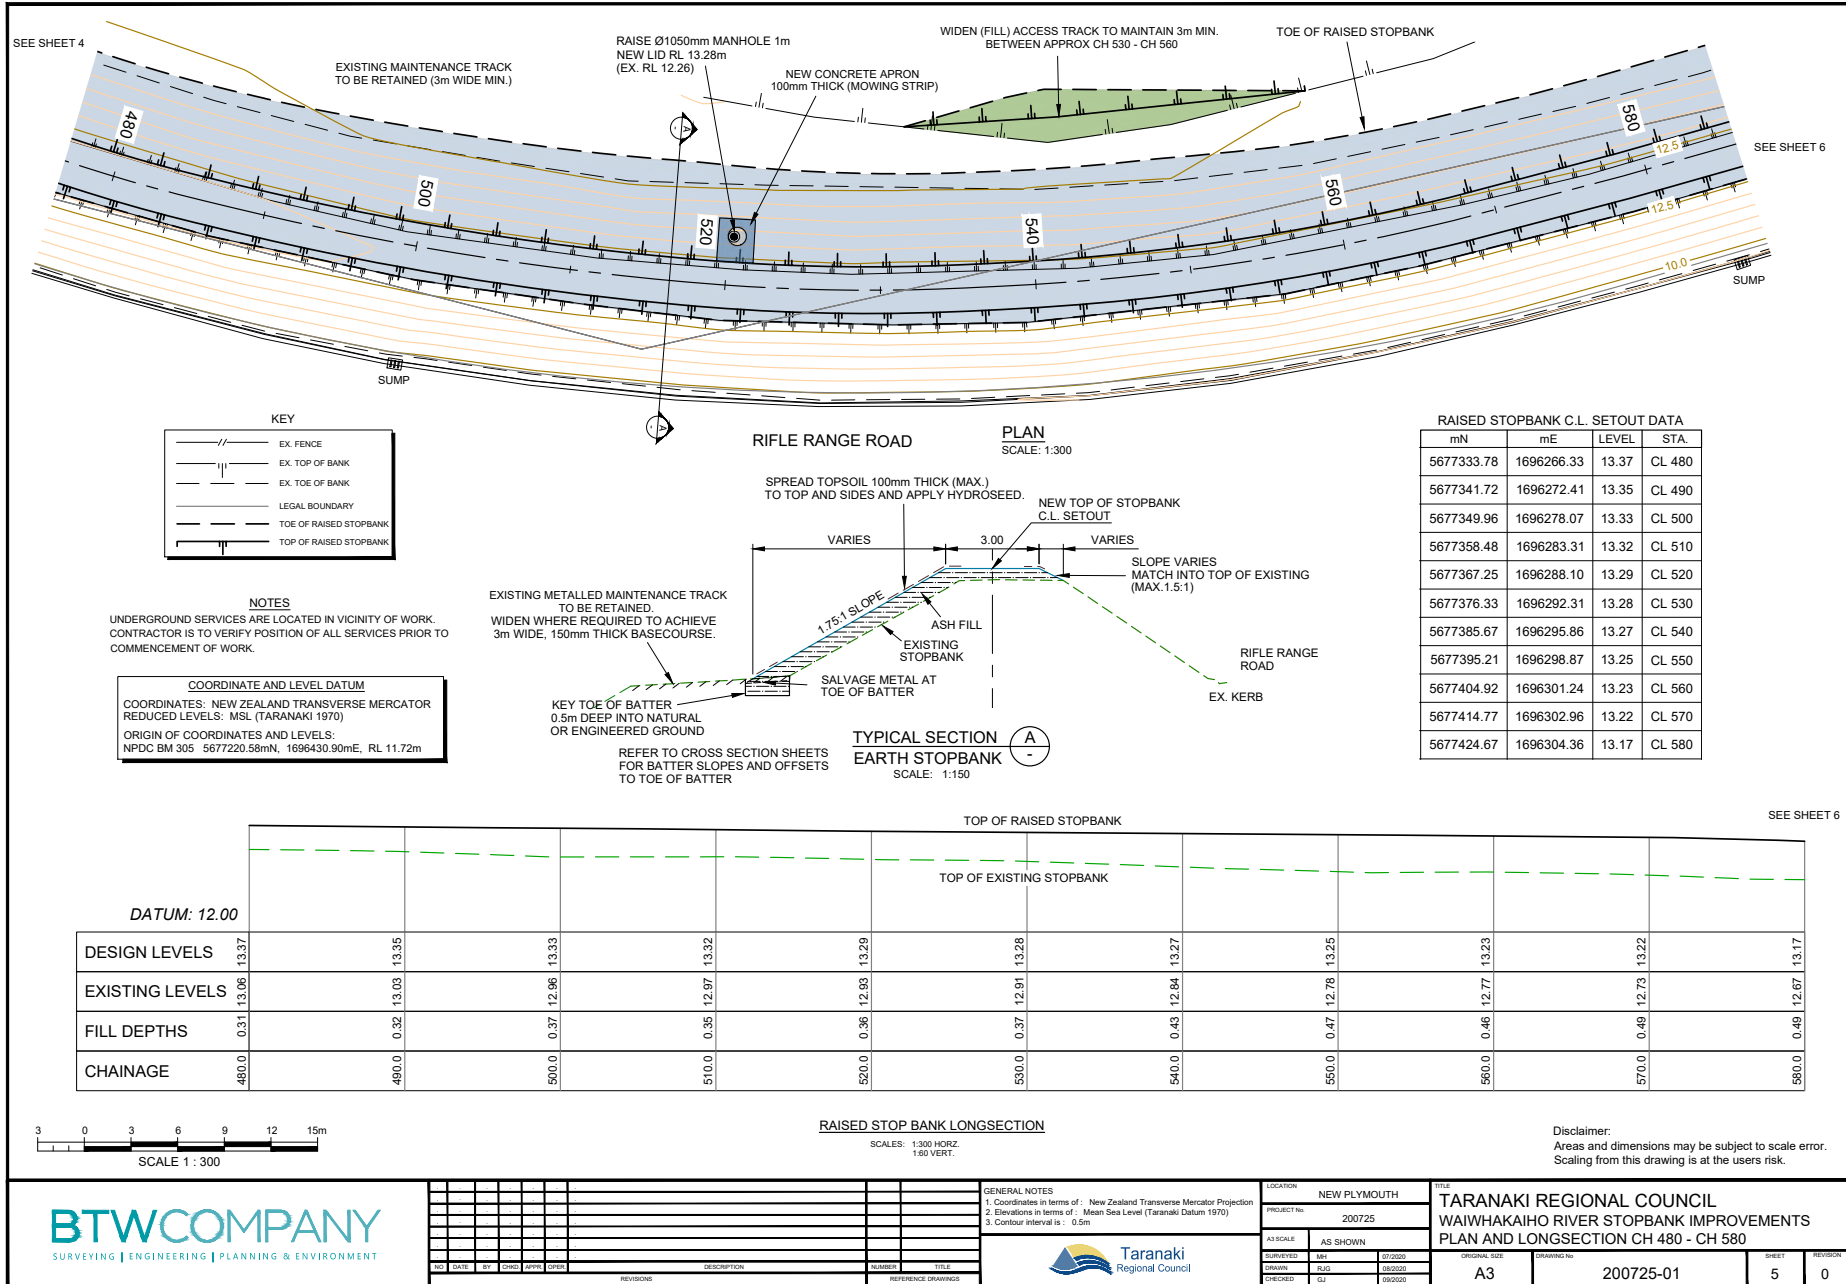 SEE SHEET 4
EXISTING MAINTENANCE TRACK
TO BE RETAINED (3m WIDE MIN.)
RAISE Ø1050mm MANHOLE 1m
NEW LID RL 13.28m
(EX. RL 12.26)
NEW CONCRETE APRON
100mm THICK (MOWING STRIP)
WIDEN (FILL) ACCESS TRACK TO MAINTAIN 3m MIN.
BETWEEN APPROX CH 530 - CH 560
TOE OF RAISED STOPBANK
SEE SHEET 6
480
500
520
540
560
580
12.5
12.5
10.0
A
-
SUMP
SUMP
A
-
RIFLE RANGE ROAD
PLAN
SCALE: 1:300
KEY
EX. FENCE
EX. TOP OF BANK
EX. TOE OF BANK
LEGAL BOUNDARY
TOE OF RAISED STOPBANK
TOP OF RAISED STOPBANK
NOTES
UNDERGROUND SERVICES ARE LOCATED IN VICINITY OF WORK.
CONTRACTOR IS TO VERIFY POSITION OF ALL SERVICES PRIOR TO
COMMENCEMENT OF WORK.
COORDINATE AND LEVEL DATUM
COORDINATES: NEW ZEALAND TRANSVERSE MERCATOR
REDUCED LEVELS: MSL (TARANAKI 1970)
ORIGIN OF COORDINATES AND LEVELS:
NPDC BM 305 5677220.58mN, 1696430.90mE, RL 11.72m
SPREAD TOPSOIL 100mm THICK (MAX.)
TO TOP AND SIDES AND APPLY HYDROSEED.
NEW TOP OF STOPBANK
C.L. SETOUT
VARIES
3.00
VARIES
SLOPE VARIES
MATCH INTO TOP OF EXISTING
(MAX.1.5:1)
EXISTING METALLED MAINTENANCE TRACK
TO BE RETAINED.
WIDEN WHERE REQUIRED TO ACHIEVE
3m WIDE, 150mm THICK BASECOURSE.
1.75:1 SLOPE
ASH FILL
EXISTING
STOPBANK
SALVAGE METAL AT
TOE OF BATTER
RIFLE RANGE
ROAD
EX. KERB
KEY TOE OF BATTER
0.5m DEEP INTO NATURAL
OR ENGINEERED GROUND
REFER TO CROSS SECTION SHEETS
FOR BATTER SLOPES AND OFFSETS
TO TOE OF BATTER
TYPICAL SECTION A
EARTH STOPBANK -
SCALE: 1:150
RAISED STOPBANK C.L. SETOUT DATA
mN mE LEVEL STA.
5677333.78 1696266.33 13.37 CL 480
5677341.72 1696272.41 13.35 CL 490
5677349.96 1696278.07 13.33 CL 500
5677358.48 1696283.31 13.32 CL 510
5677367.25 1696288.10 13.29 CL 520
5677376.33 1696292.31 13.28 CL 530
5677385.67 1696295.86 13.27 CL 540
5677395.21 1696298.87 13.25 CL 550
5677404.92 1696301.24 13.23 CL 560
5677414.77 1696302.96 13.22 CL 570
5677424.67 1696304.36 13.17 CL 580
TOP OF RAISED STOPBANK
SEE SHEET 6
TOP OF EXISTING STOPBANK
DATUM: 12.00
DESIGN LEVELS 13.37 13.35 13.33 13.32 13.29 13.28 13.27 13.25 13.23 13.22 13.17
EXISTING LEVELS 13.06 13.03 12.96 12.97 12.93 12.91 12.84 12.78 12.77 12.73 12.67
FILL DEPTHS 0.31 0.32 0.37 0.35 0.36 0.37 0.43 0.47 0.46 0.49 0.49
CHAINAGE 480.0 490.0 500.0 510.0 520.0 530.0 540.0 550.0 560.0 570.0 580.0
RAISED STOP BANK LONGSECTION
SCALES: 1:300 HORZ.
1:60 VERT.
3 0 3 6 9 12 15m
SCALE 1 : 300
Disclaimer:
Areas and dimensions may be subject to scale error.
Scaling from this drawing is at the users risk.
BTWCOMPANY
SURVEYING | ENGINEERING | PLANNING & ENVIRONMENT
NO DATE BY CHKD APPR OPER DESCRIPTION NUMBER TITLE
REVISIONS REFERENCE DRAWINGS
GENERAL NOTES
1. Coordinates in terms of : New Zealand Transverse Mercator Projection
2. Elevations in terms of : Mean Sea Level (Taranaki Datum 1970)
3. Contour interval is : 0.5m
Taranaki
Regional Council
LOCATION NEW PLYMOUTH
PROJECT No. 200725
A3 SCALE AS SHOWN
SURVEYED MH 07/2020
DRAWN RJG 08/2020
CHECKED GJ 09/2020
TITLE
TARANAKI REGIONAL COUNCIL
WAIWHAKAIHO RIVER STOPBANK IMPROVEMENTS
PLAN AND LONGSECTION CH 480 - CH 580
ORIGINAL SIZE DRAWING No SHEET REVISION
A3 200725-01 5 0